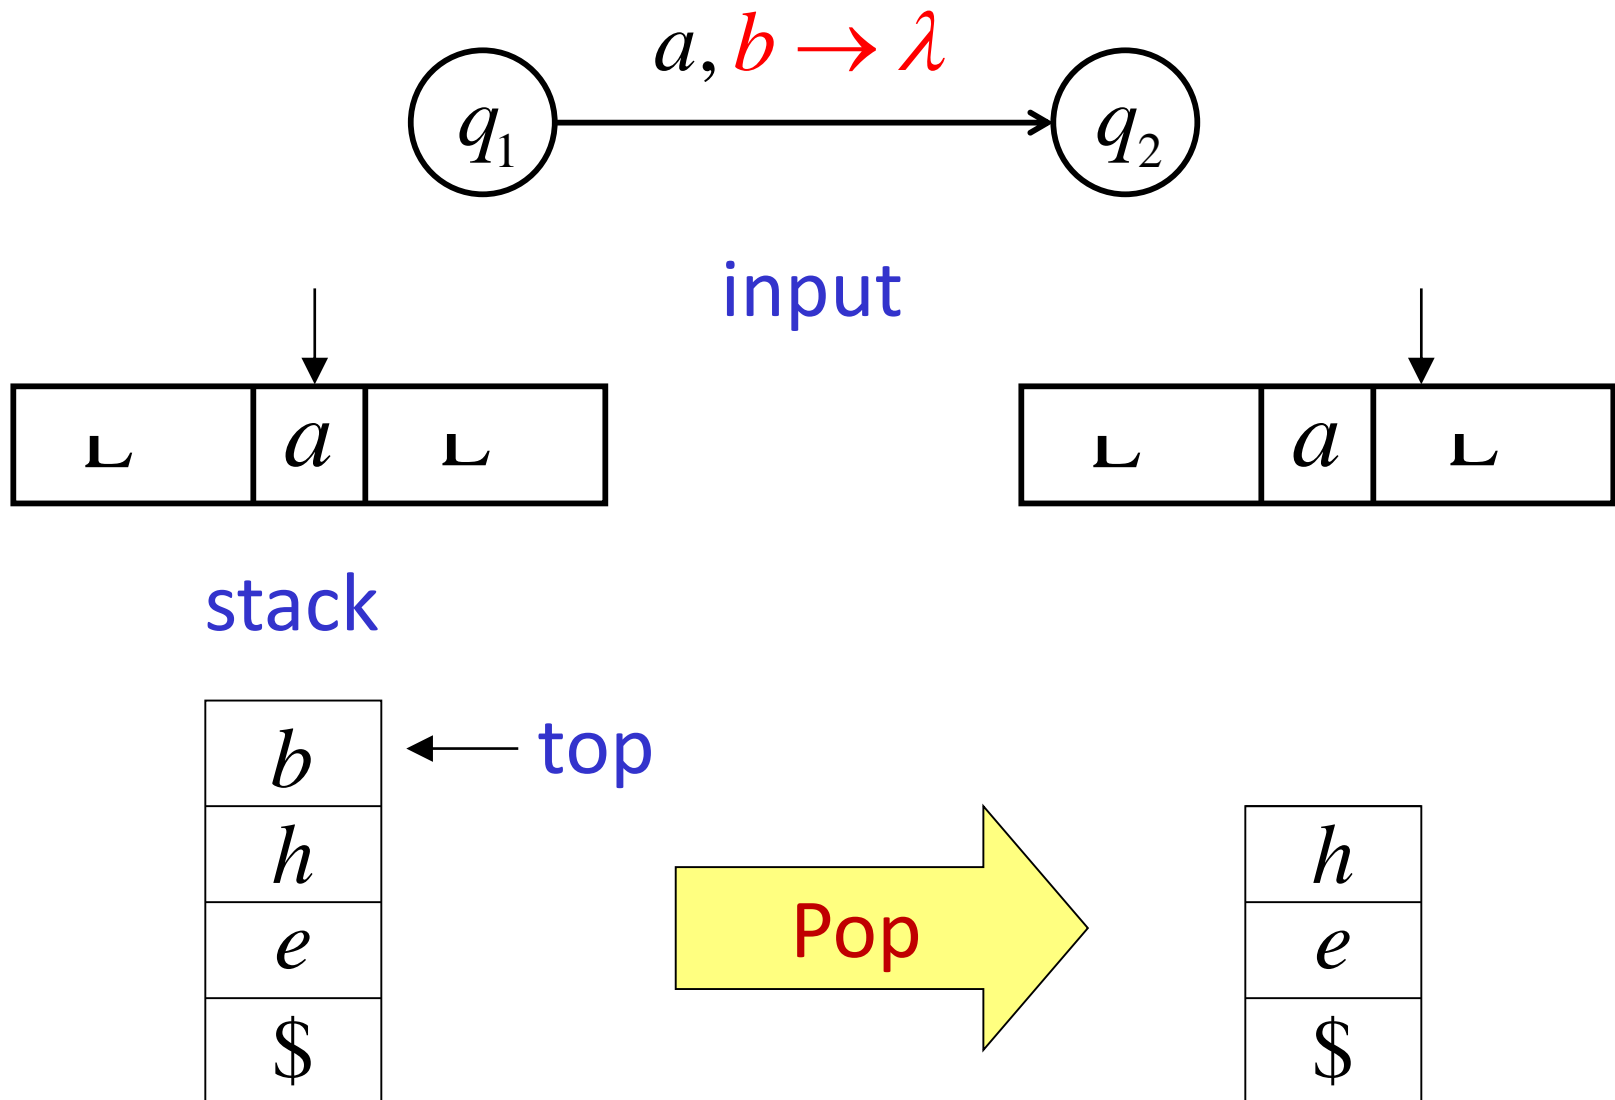 a, b → λ
q₁ q₂
input
L a L L a L
stack
b top
h h
Pop
e e
$ $